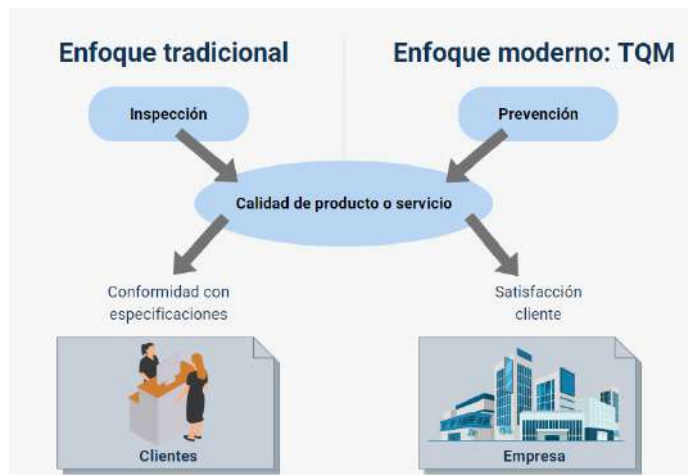 Enfoque tradicional
Enfoque moderno: TQM
Inspección
Prevención
Calidad de producto o servicio
Conformidad con
especificaciones
Satisfacción
cliente
Clientes
Empresa